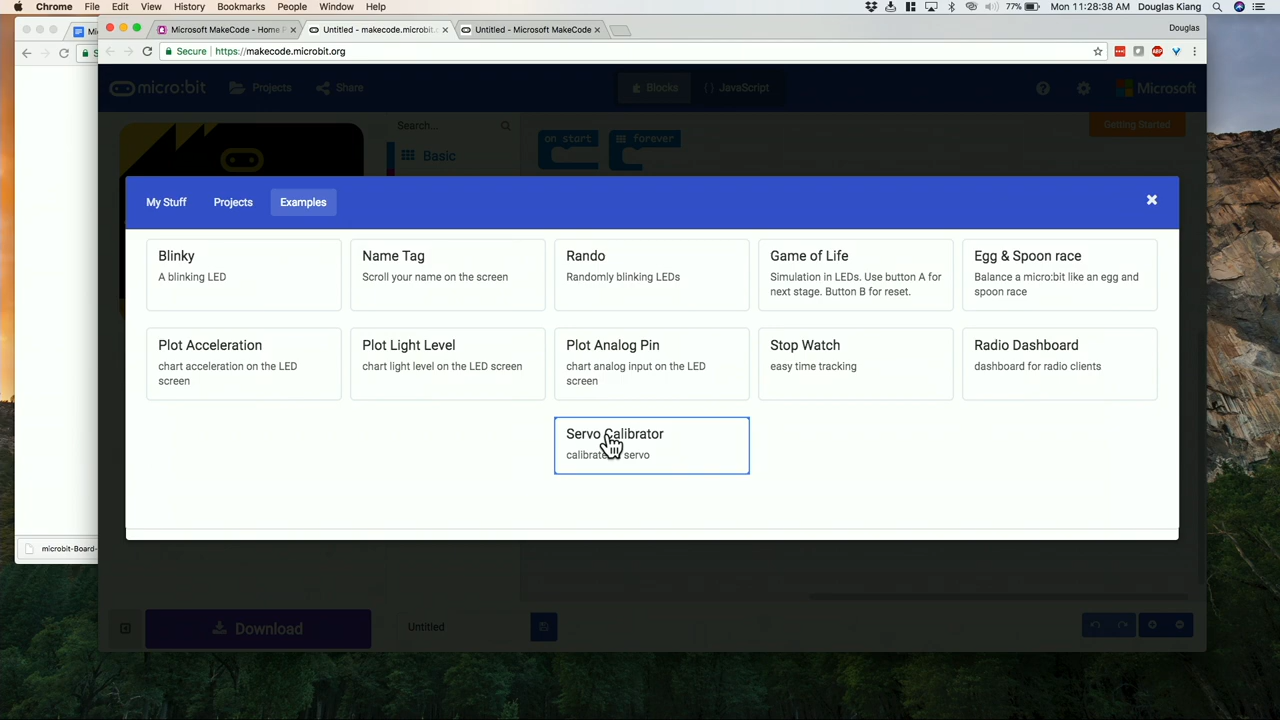 Chrome File Edit View History Bookmarks People Window Help 77% Mon 11:28:38 AM Douglas Kiang
Microsoft MakeCode - Home P Untitled - makecode.microbit. Untitled - Microsoft MakeCode Douglas
Secure https://makecode.microbit.org
micro:bit Projects Share Blocks JavaScript Microsoft
Search... on start forever Getting Started
Basic
My Stuff Projects Examples
Blinky
A blinking LED
Name Tag
Scroll your name on the screen
Rando
Randomly blinking LEDs
Game of Life
Simulation in LEDs. Use button A for
next stage. Button B for reset.
Egg & Spoon race
Balance a micro:bit like an egg and
spoon race
Plot Acceleration
chart acceleration on the LED
screen
Plot Light Level
chart light level on the LED screen
Plot Analog Pin
chart analog input on the LED
screen
Stop Watch
easy time tracking
Radio Dashboard
dashboard for radio clients
Servo Calibrator
calibrate servo
microbit-Board-
Download Untitled